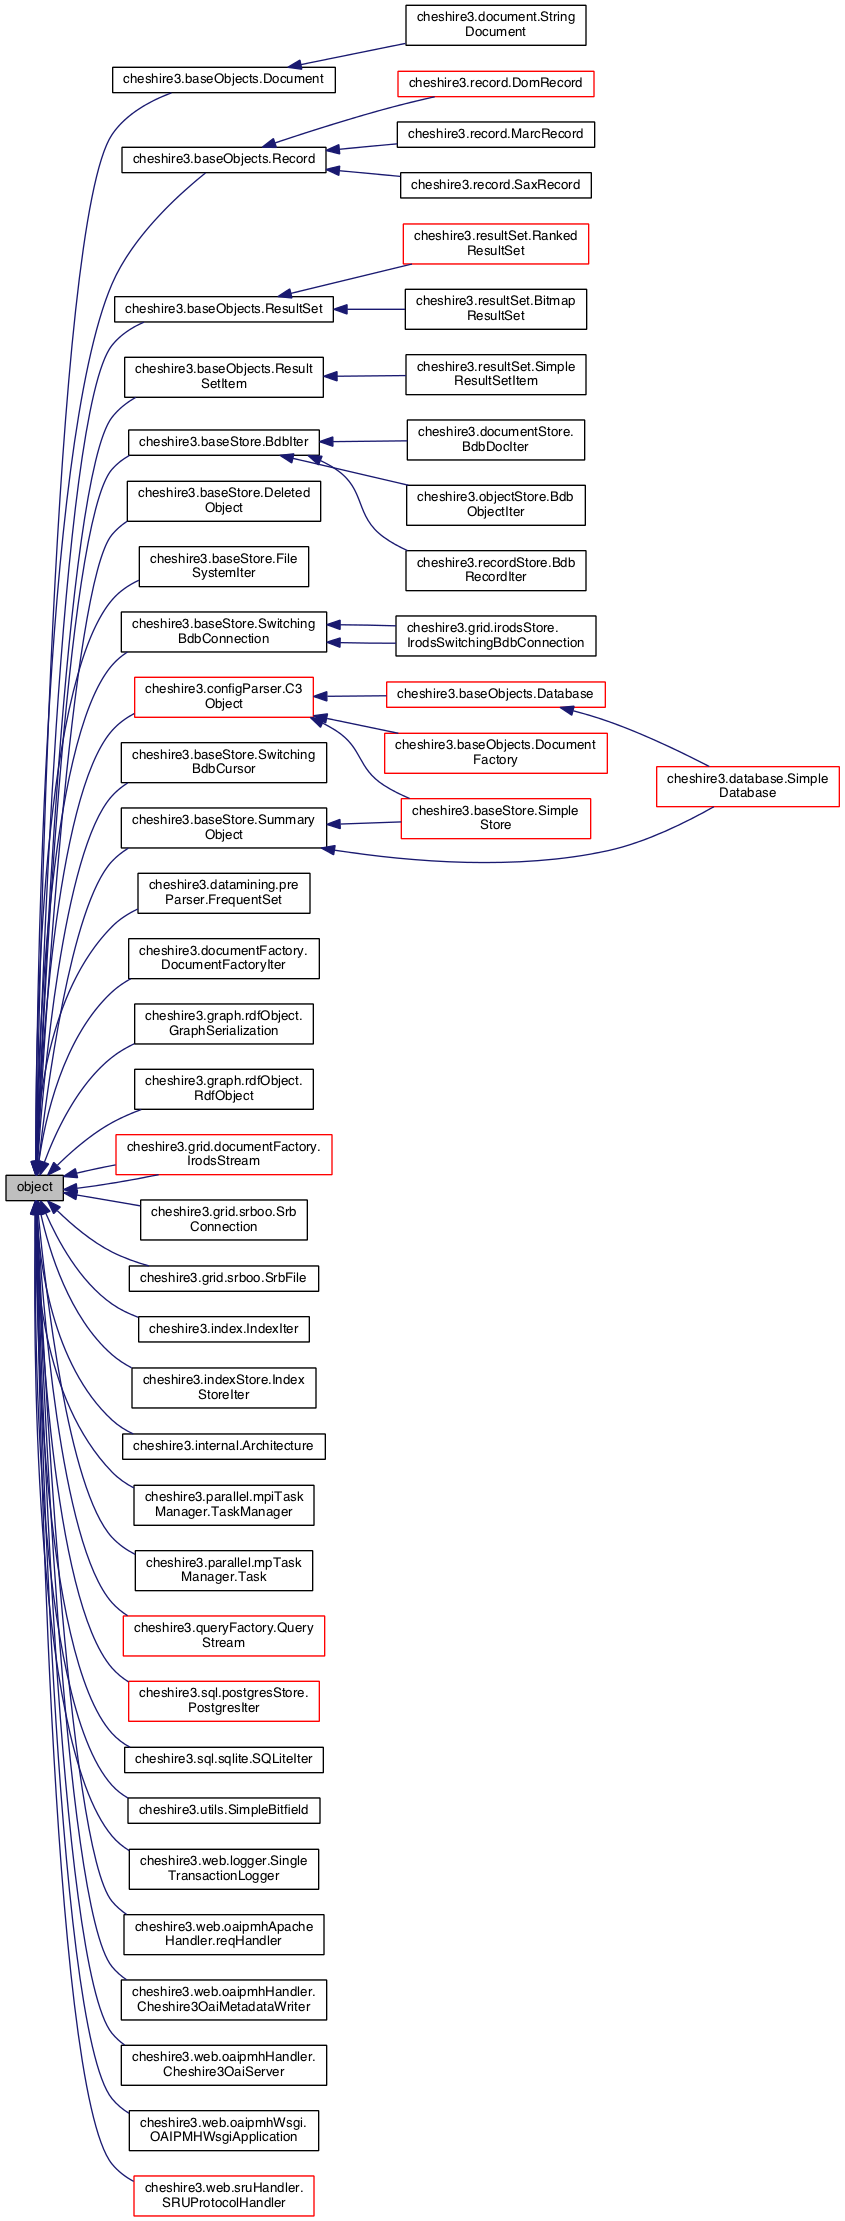 cheshire3.document.String
Document
cheshire3.baseObjects.Document
cheshire3.record.DomRecord
cheshire3.record.MarcRecord
cheshire3.baseObjects.Record
cheshire3.record.SaxRecord
cheshire3.resultSet.Ranked
ResultSet
cheshire3.baseObjects.ResultSet
cheshire3.resultSet.Bitmap
ResultSet
cheshire3.baseObjects.Result
SetItem
cheshire3.resultSet.Simple
ResultSetItem
cheshire3.baseStore.BdbIter
cheshire3.documentStore.
BdbDocIter
cheshire3.baseStore.Deleted
Object
cheshire3.objectStore.Bdb
ObjectIter
cheshire3.baseStore.File
SystemIter
cheshire3.recordStore.Bdb
RecordIter
cheshire3.baseStore.Switching
BdbConnection
cheshire3.grid.irodsStore.
IrodsSwitchingBdbConnection
cheshire3.configParser.C3
Object
cheshire3.baseObjects.Database
cheshire3.baseObjects.Document
Factory
cheshire3.baseStore.Switching
BdbCursor
cheshire3.database.Simple
Database
cheshire3.baseStore.Summary
Object
cheshire3.baseStore.Simple
Store
cheshire3.datamining.pre
Parser.FrequentSet
cheshire3.documentFactory.
DocumentFactoryIter
cheshire3.graph.rdfObject.
GraphSerialization
cheshire3.graph.rdfObject.
RdfObject
cheshire3.grid.documentFactory.
IrodsStream
object
cheshire3.grid.srboo.Srb
Connection
cheshire3.grid.srboo.SrbFile
cheshire3.index.IndexIter
cheshire3.indexStore.Index
StoreIter
cheshire3.internal.Architecture
cheshire3.parallel.mpiTask
Manager.TaskManager
cheshire3.parallel.mpTask
Manager.Task
cheshire3.queryFactory.Query
Stream
cheshire3.sql.postgresStore.
PostgresIter
cheshire3.sql.sqlite.SQLiteIter
cheshire3.utils.SimpleBitfield
cheshire3.web.logger.Single
TransactionLogger
cheshire3.web.oaipmhApache
Handler.reqHandler
cheshire3.web.oaipmhHandler.
Cheshire3OaiMetadataWriter
cheshire3.web.oaipmhHandler.
Cheshire3OaiServer
cheshire3.web.oaipmhWsgi.
OAIPMHWsgiApplication
cheshire3.web.sruHandler.
SRUProtocolHandler